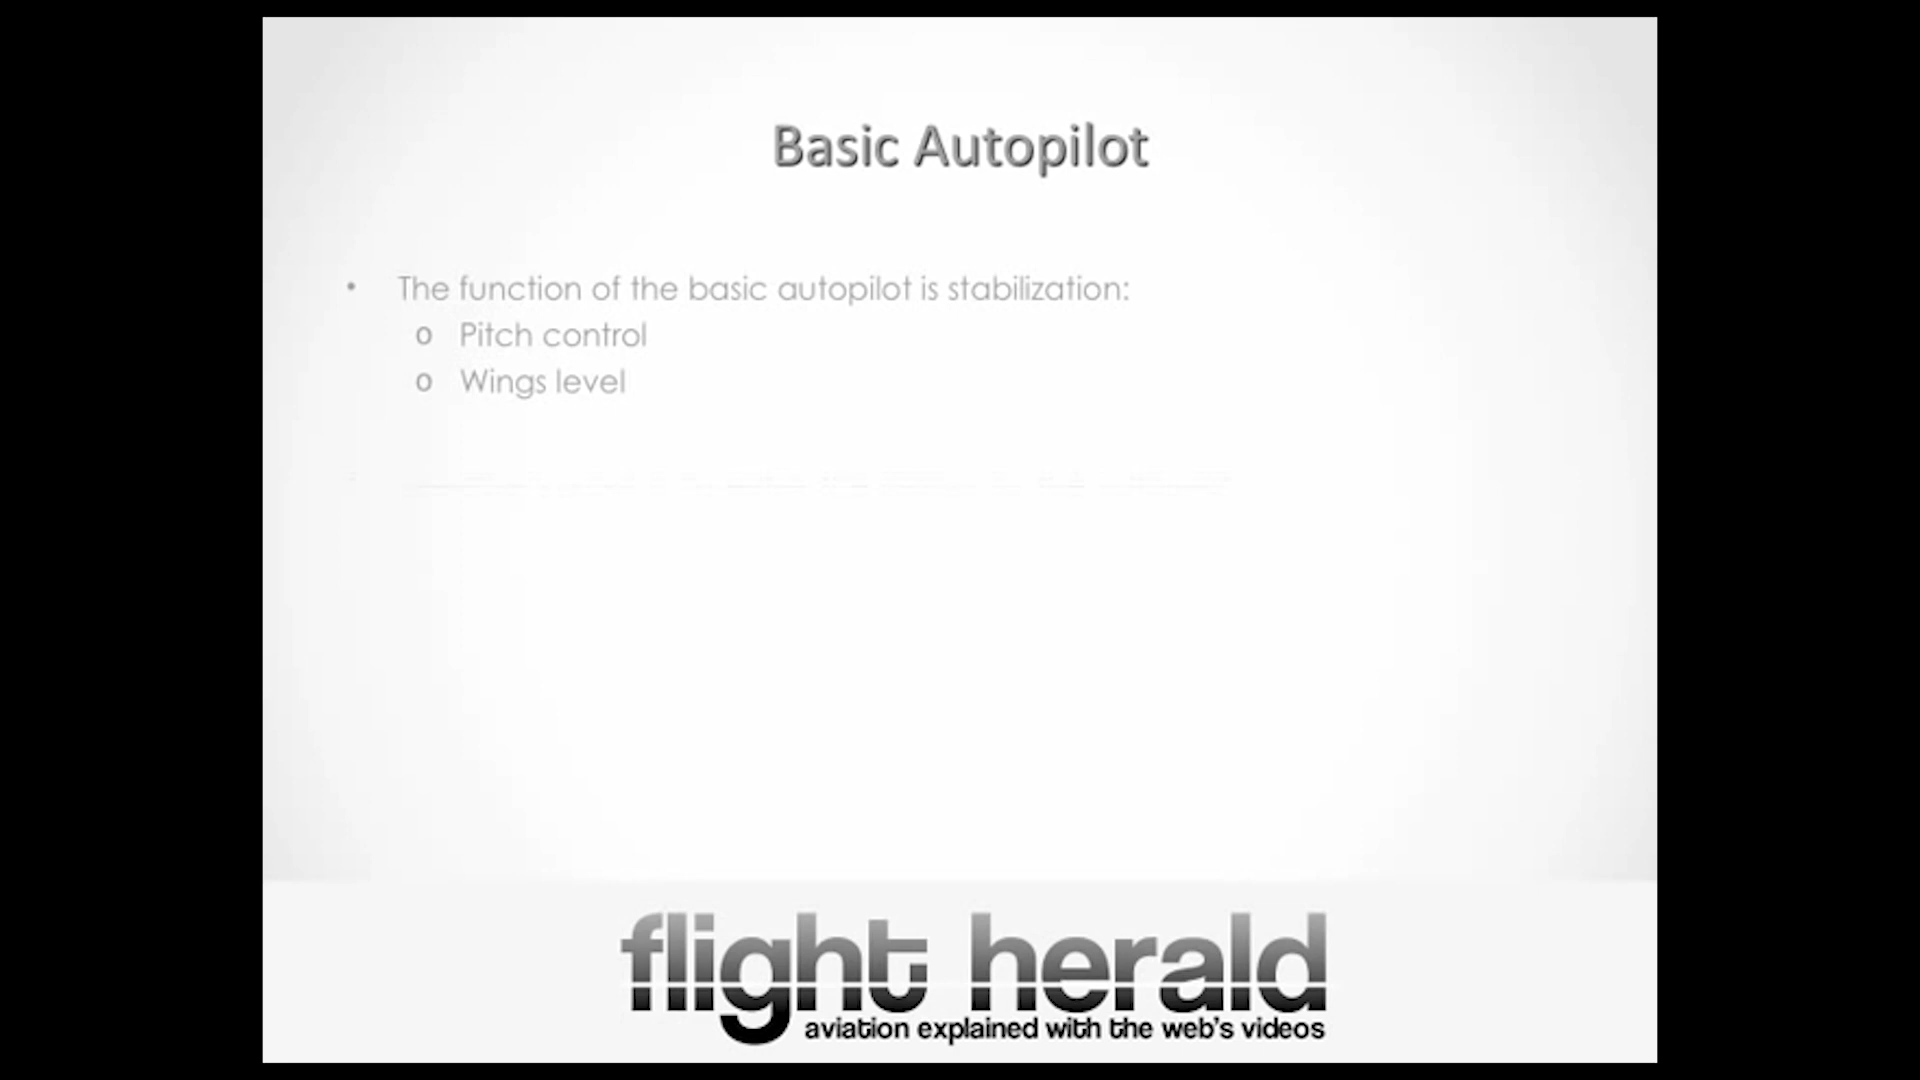 Basic Autopilot
• The function of the basic autopilot is stabilization:
o Pitch control
o Wings level
flight herald
aviation explained with the web's videos